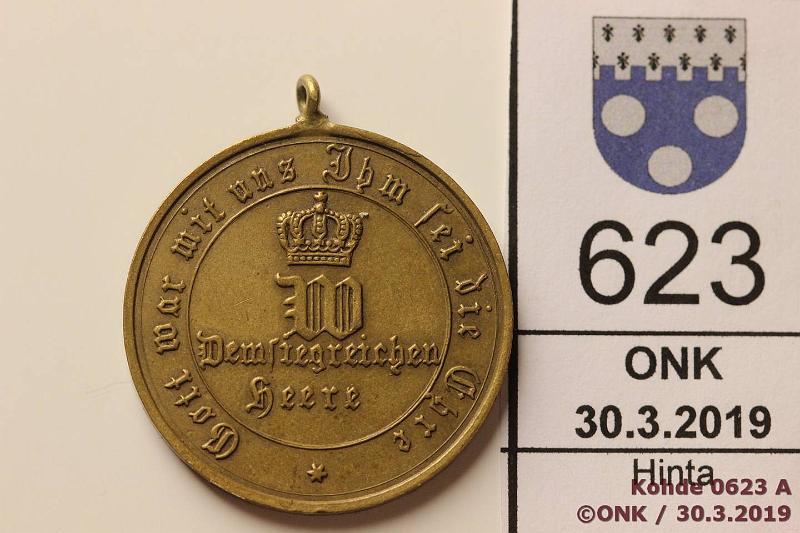 Gott war mit uns Ihm sei die Ehre
W
Dem siegreichen
Heere
623
ONK
30.3.2019
Hinta
Kohde 0623 A
©ONK / 30.3.2019